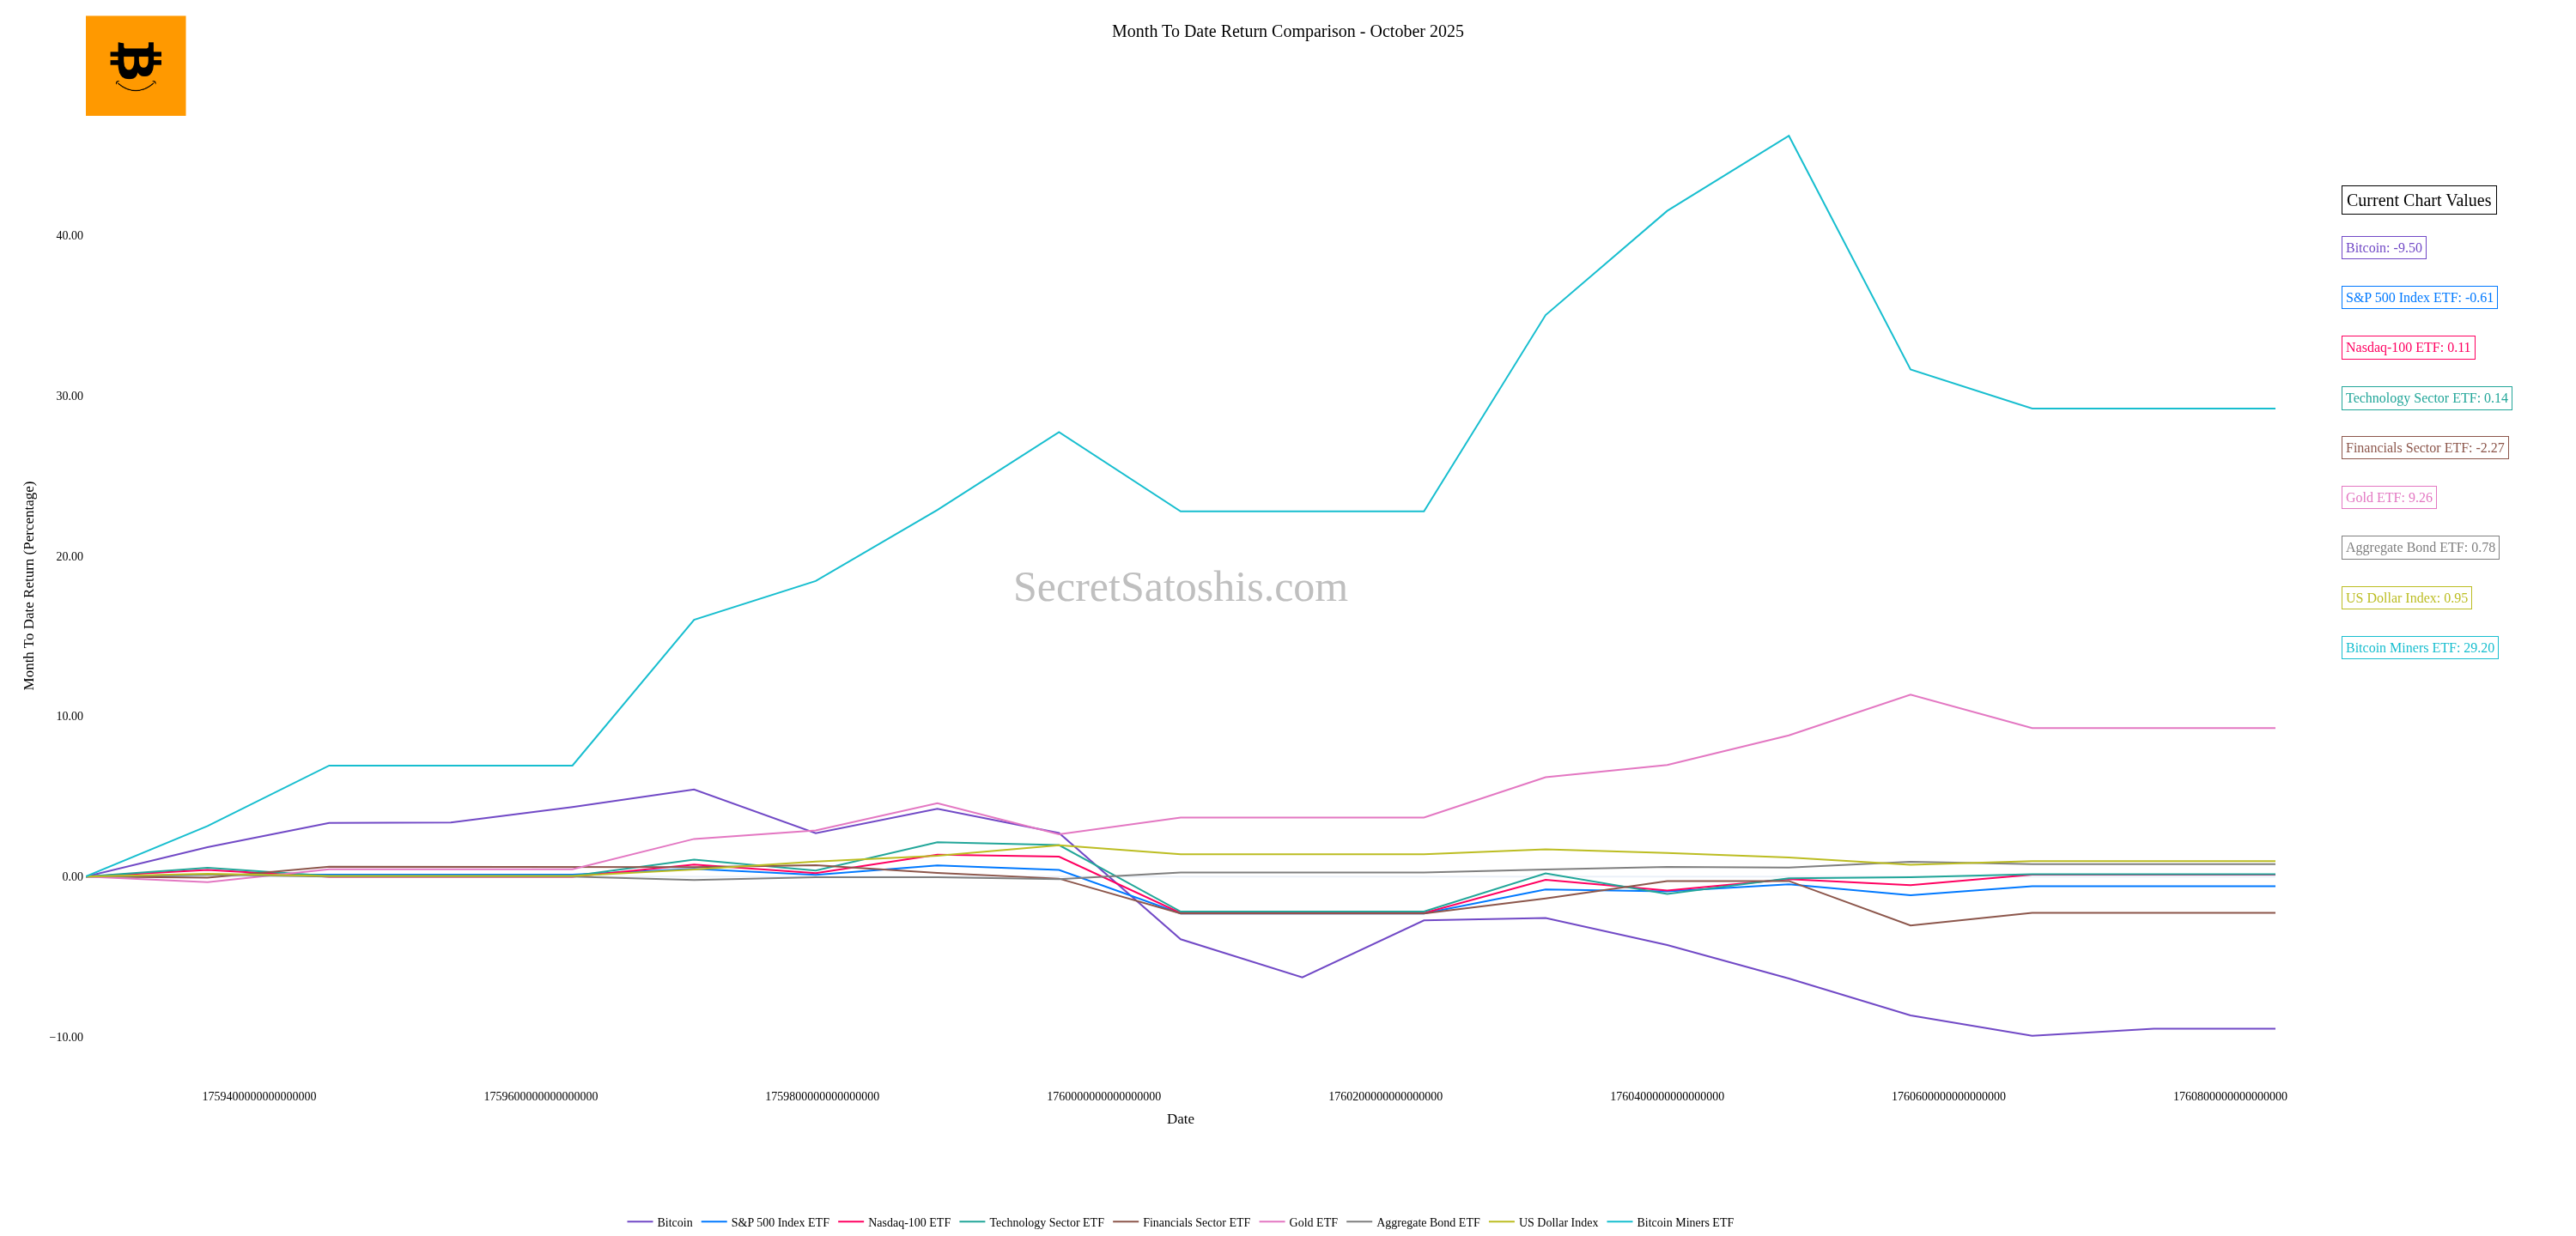 Month To Date Return Comparison - October 2025
40.00
30.00
20.00
10.00
0.00
−10.00
Month To Date Return (Percentage)
SecretSatoshis.com
1759400000000000000
1759600000000000000
1759800000000000000
1760000000000000000
1760200000000000000
1760400000000000000
1760600000000000000
1760800000000000000
Date
Current Chart Values
Bitcoin: -9.50
S&P 500 Index ETF: -0.61
Nasdaq-100 ETF: 0.11
Technology Sector ETF: 0.14
Financials Sector ETF: -2.27
Gold ETF: 9.26
Aggregate Bond ETF: 0.78
US Dollar Index: 0.95
Bitcoin Miners ETF: 29.20
Bitcoin
S&P 500 Index ETF
Nasdaq-100 ETF
Technology Sector ETF
Financials Sector ETF
Gold ETF
Aggregate Bond ETF
US Dollar Index
Bitcoin Miners ETF